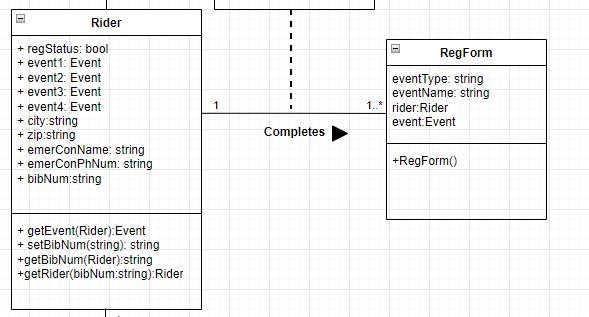 Rider
+ regStatus: bool
+ event1: Event
+ event2: Event
+ event3: Event
+ event4: Event
+ city:string
+ zip:string
+ emerConName: string
+ emerConPhNum: string
+ bibNum:string
+ getEvent(Rider):Event
+ setBibNum(string): string
+getBibNum(Rider):string
+getRider(bibNum:string):Rider
1
1..*
Completes
RegForm
eventType: string
eventName: string
rider:Rider
event:Event
+RegForm()